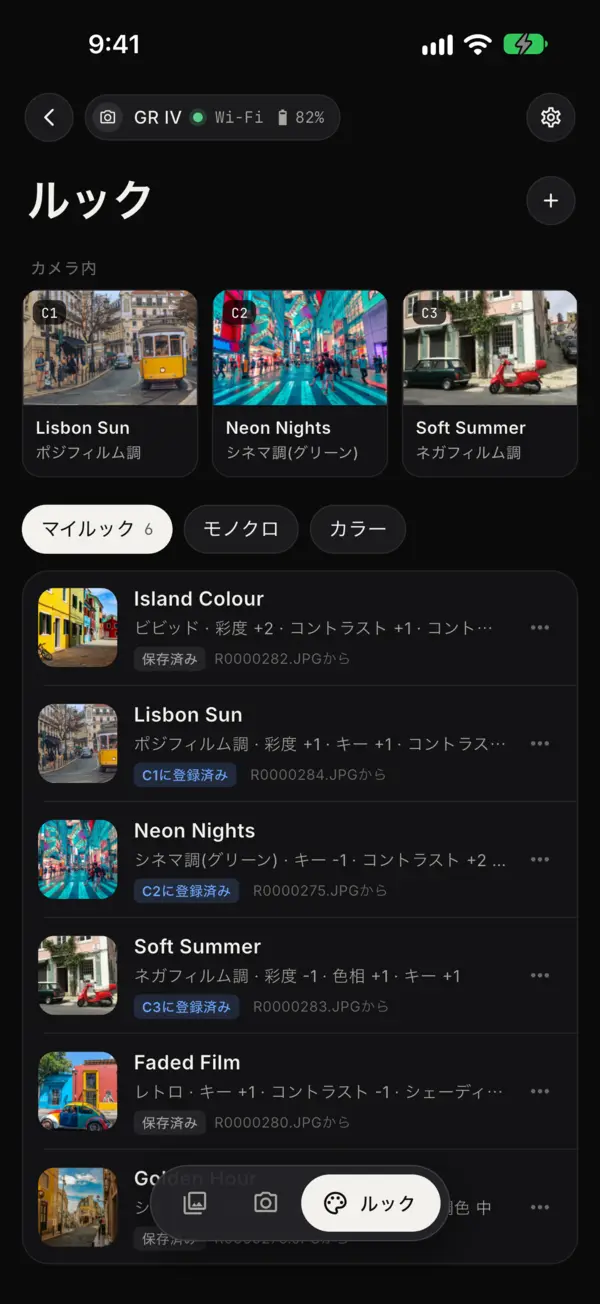 9:41
GR IV Wi-Fi 82%
ルック
カメラ内
C1
Lisbon Sun
ポジフィルム調
C2
Neon Nights
シネマ調(グリーン)
C3
Soft Summer
ネガフィルム調
マイルック 6
モノクロ
カラー
Island Colour
ビビッド · 彩度 +2 · コントラスト +1 · コント…
保存済み R0000282.JPGから
Lisbon Sun
ポジフィルム調 · 彩度 +1 · キー +1 · コントラス…
C1に登録済み R0000284.JPGから
Neon Nights
シネマ調(グリーン) · キー -1 · コントラスト +2 ...
C2に登録済み R0000275.JPGから
Soft Summer
ネガフィルム調 · 彩度 -1 · 色相 +1 · キー +1
C3に登録済み R0000283.JPGから
Faded Film
レトロ · キー +1 · コントラスト -1 · シェーディ…
保存済み R0000280.JPGから
Golden Hour
色 中
保存済み
ルック